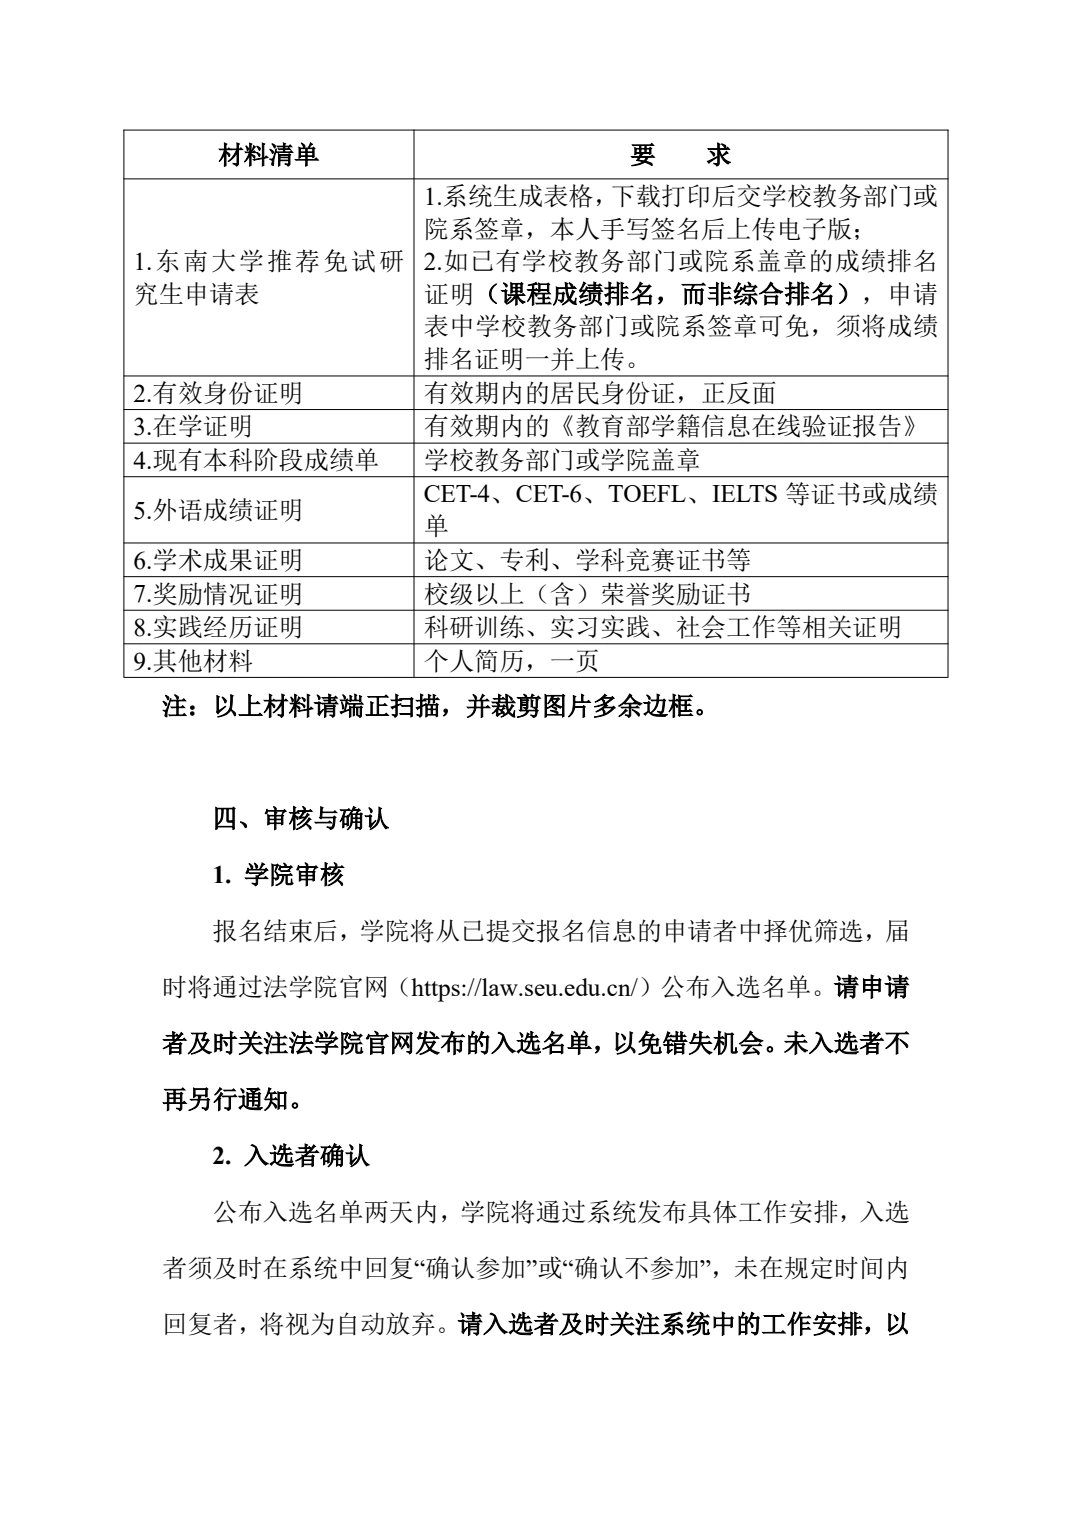 材料清单 要 求
1.东南大学推荐免试研
究生申请表
1.系统生成表格，下载打印后交学校教务部门或
院系签章，本人手写签名后上传电子版；
2.如已有学校教务部门或院系盖章的成绩排名
证明（课程成绩排名，而非综合排名），申请
表中学校教务部门或院系签章可免，须将成绩
排名证明一并上传。
2.有效身份证明 有效期内的居民身份证，正反面
3.在学证明 有效期内的《教育部学籍信息在线验证报告》
4.现有本科阶段成绩单 学校教务部门或学院盖章
5.外语成绩证明
CET-4、CET-6、TOEFL、IELTS 等证书或成绩
单
6.学术成果证明 论文、专利、学科竞赛证书等
7.奖励情况证明 校级以上（含）荣誉奖励证书
8.实践经历证明 科研训练、实习实践、社会工作等相关证明
9.其他材料 个人简历，一页
注：以上材料请端正扫描，并裁剪图片多余边框。
四、审核与确认
1. 学院审核
报名结束后，学院将从已提交报名信息的申请者中择优筛选，届
时将通过法学院官网（https://law.seu.edu.cn/）公布入选名单。请申请
者及时关注法学院官网发布的入选名单，以免错失机会。未入选者不
再另行通知。
2. 入选者确认
公布入选名单两天内，学院将通过系统发布具体工作安排，入选
者须及时在系统中回复“确认参加”或“确认不参加”，未在规定时间内
回复者，将视为自动放弃。请入选者及时关注系统中的工作安排，以